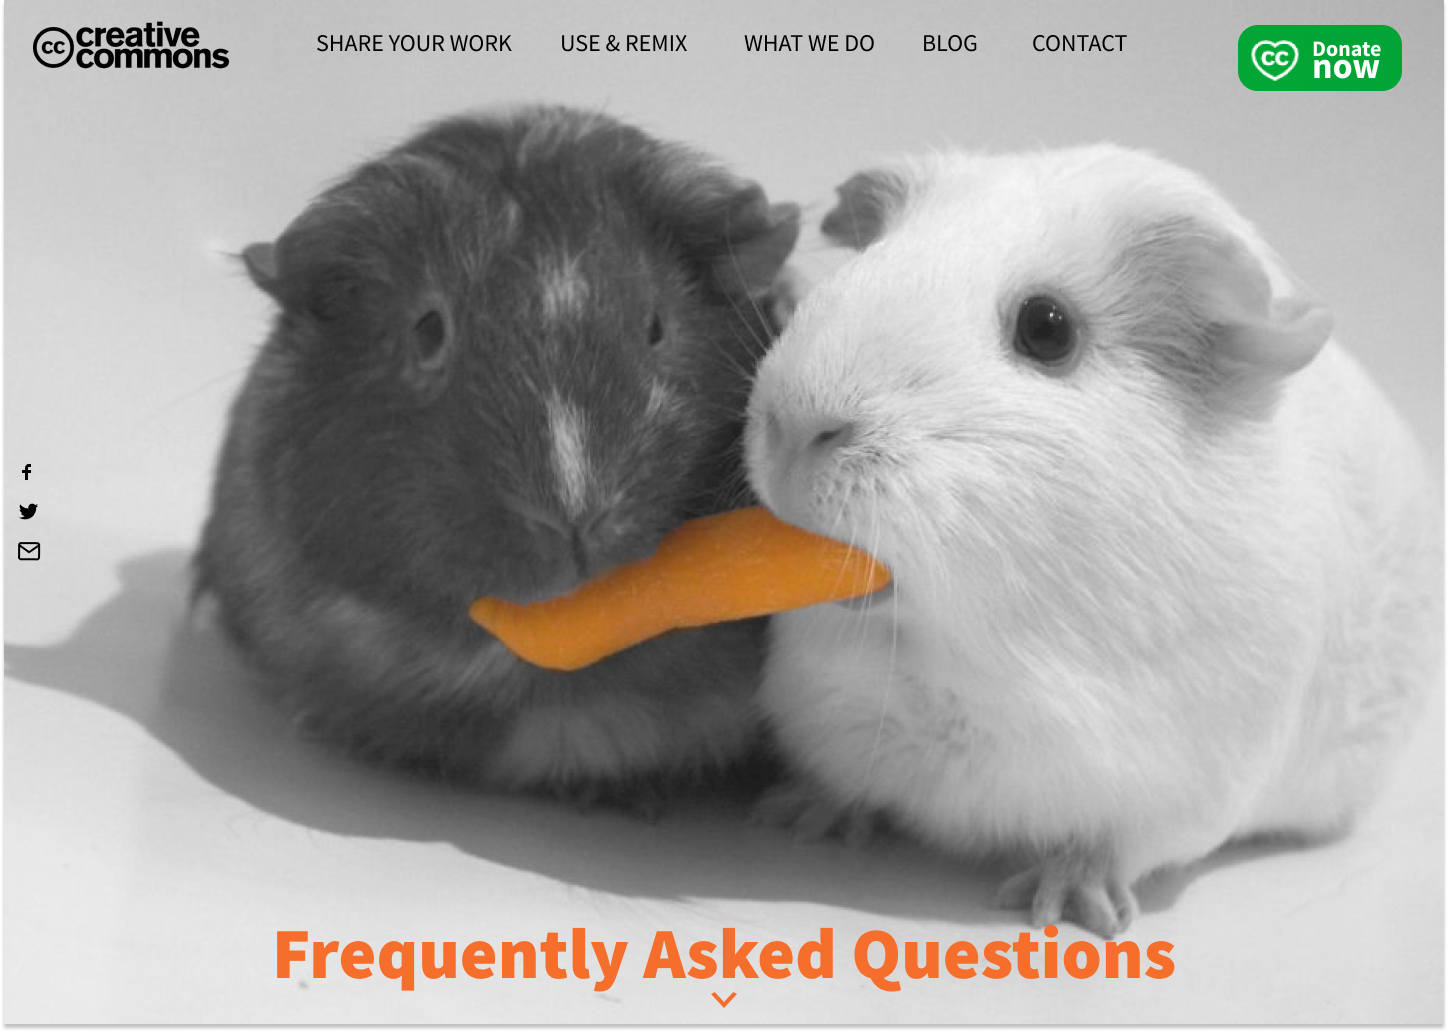 cc creative commons
SHARE YOUR WORK
USE & REMIX
WHAT WE DO
BLOG
CONTACT
cc Donate now
Frequently Asked Questions